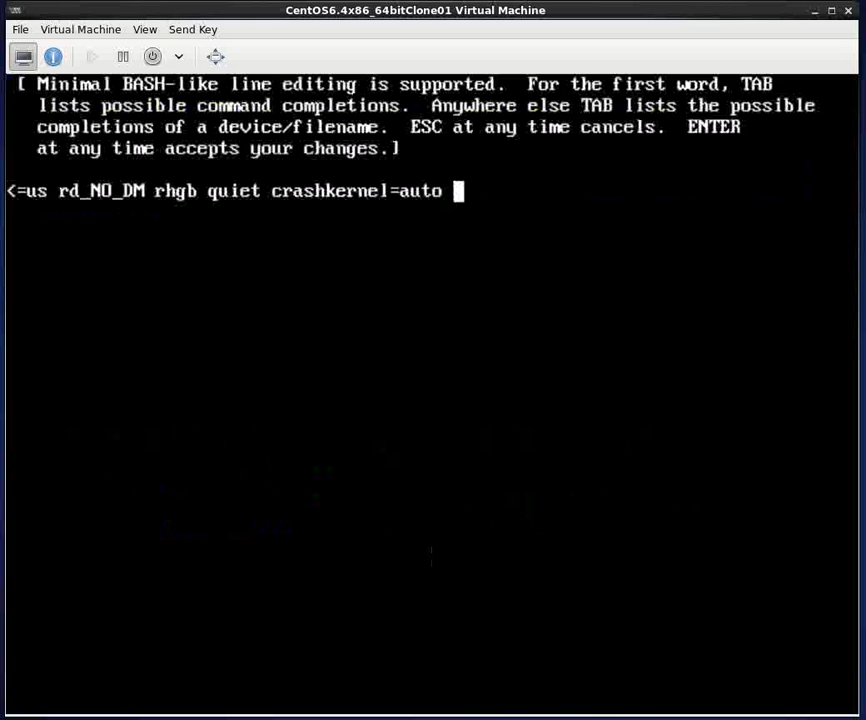 CentOS6.4x86_64bitClone01 Virtual Machine
File Virtual Machine View Send Key
[ Minimal BASH-like line editing is supported. For the first word, TAB
lists possible command completions. Anywhere else TAB lists the possible
completions of a device/filename. ESC at any time cancels. ENTER
at any time accepts your changes.]
<=us rd_NO_DM rhgb quiet crashkernel=auto